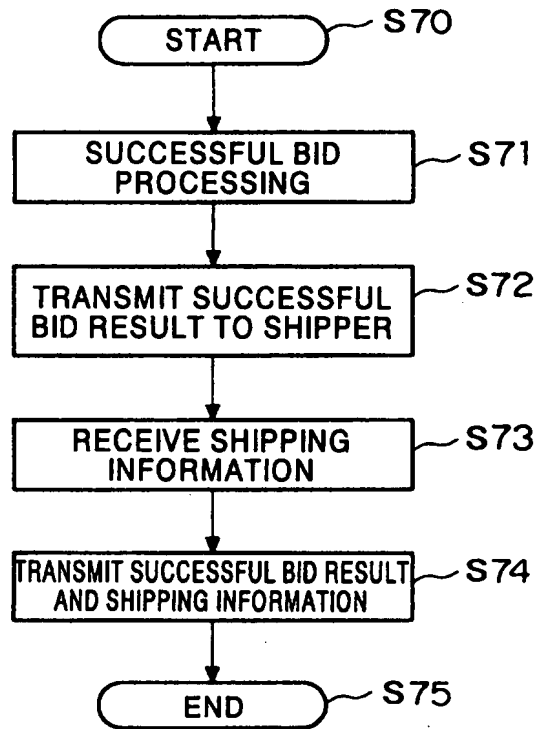 START
S70
SUCCESSFUL BID
PROCESSING
S71
TRANSMIT SUCCESSFUL
BID RESULT TO SHIPPER
S72
RECEIVE SHIPPING
INFORMATION
S73
TRANSMIT SUCCESSFUL BID RESULT
AND SHIPPING INFORMATION
S74
END
S75